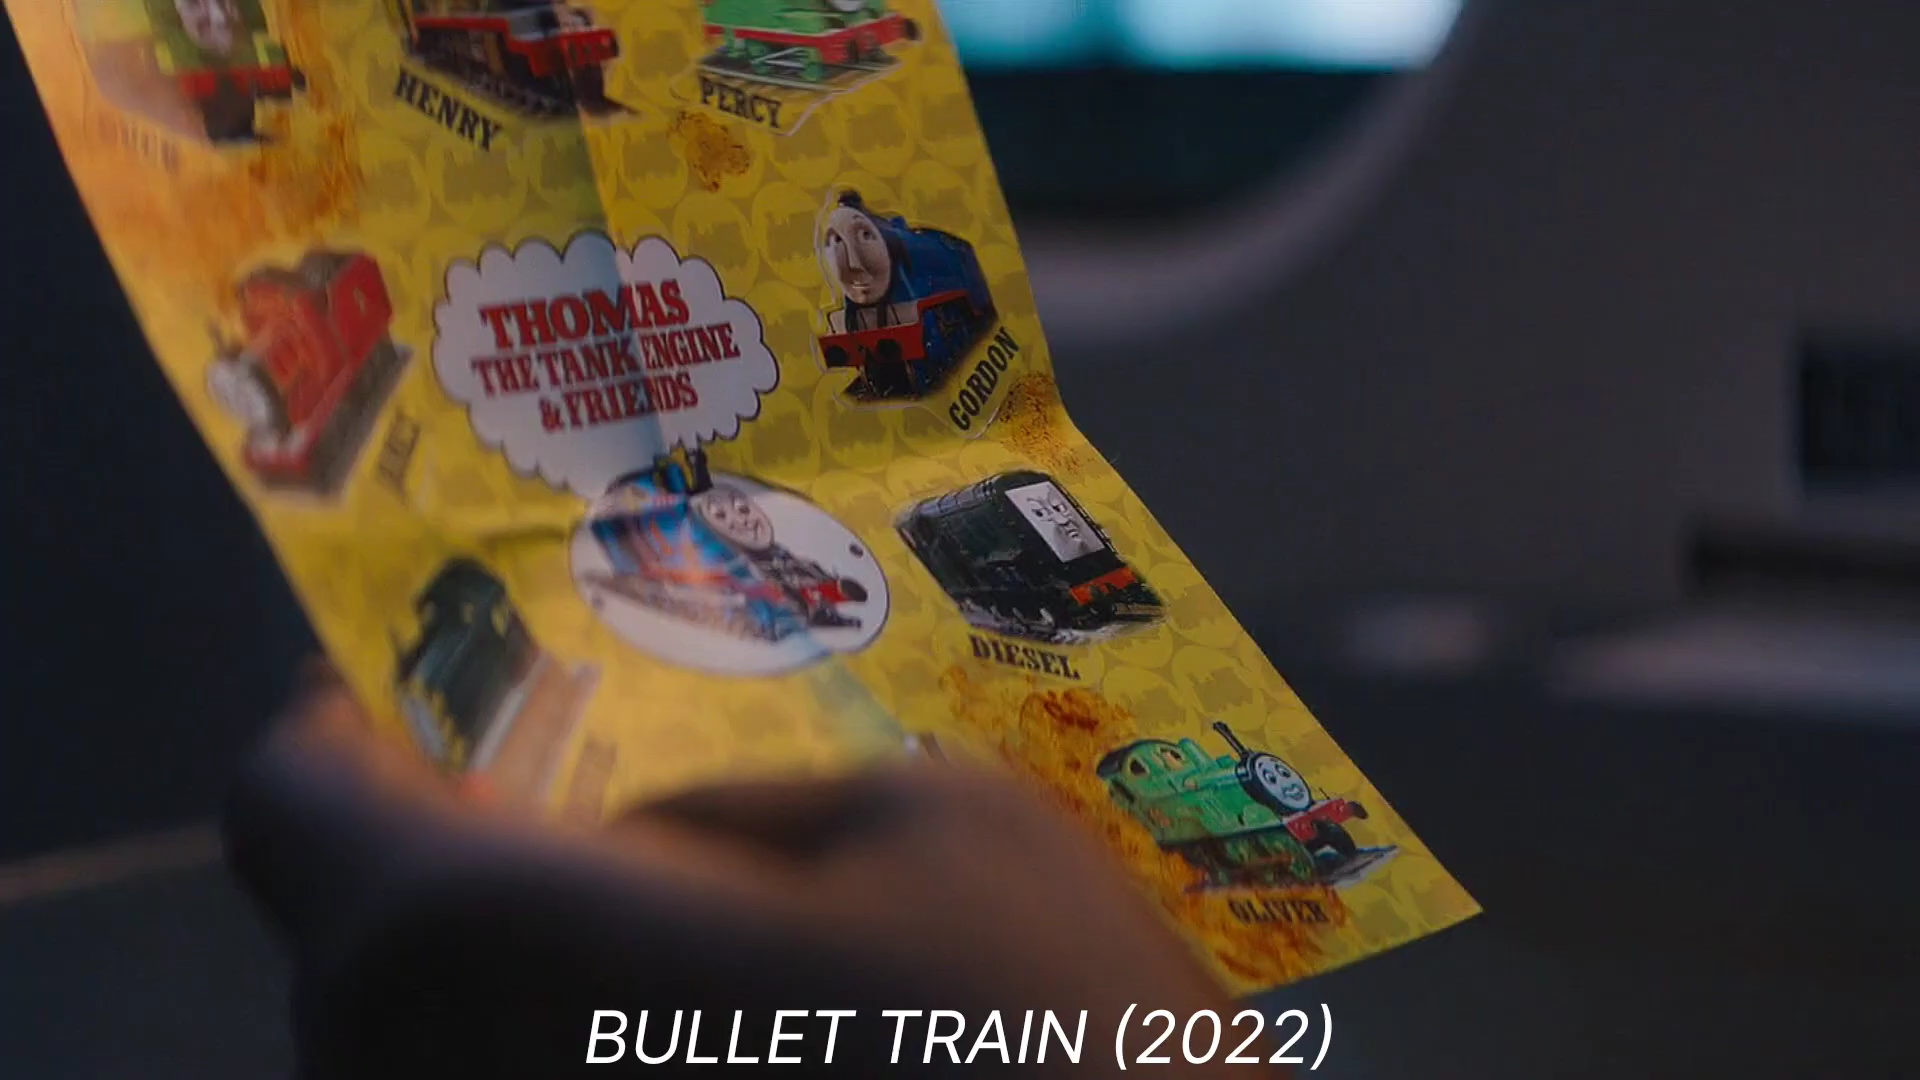 HENRY
PERCY
THOMAS
THE TANK ENGINE
& FRIENDS
GORDON
DIESEL
OLIVER
BULLET TRAIN (2022)